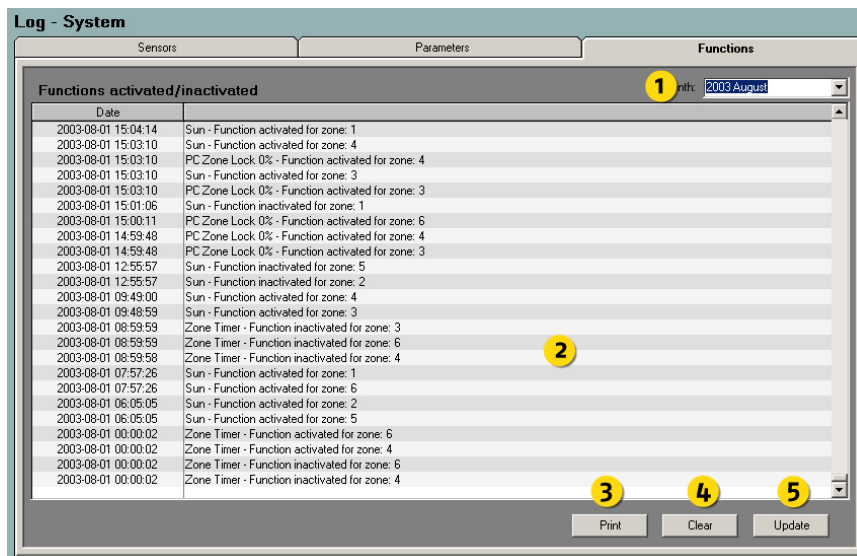 Log - System
Sensors Parameters Functions
Functions activated/inactivated 1 nth: 2003 August
Date
2003-08-01 15:04:14 Sun - Function activated for zone: 1
2003-08-01 15:03:10 Sun - Function activated for zone: 4
2003-08-01 15:03:10 PC Zone Lock 0% - Function activated for zone: 4
2003-08-01 15:03:10 Sun - Function activated for zone: 3
2003-08-01 15:03:10 PC Zone Lock 0% - Function activated for zone: 3
2003-08-01 15:01:06 Sun - Function inactivated for zone: 1
2003-08-01 15:00:11 PC Zone Lock 0% - Function activated for zone: 6
2003-08-01 14:59:48 PC Zone Lock 0% - Function activated for zone: 4
2003-08-01 14:59:48 PC Zone Lock 0% - Function activated for zone: 3
2003-08-01 12:55:57 Sun - Function inactivated for zone: 5
2003-08-01 12:55:57 Sun - Function inactivated for zone: 2
2003-08-01 09:49:00 Sun - Function activated for zone: 4
2003-08-01 09:48:59 Sun - Function activated for zone: 3
2003-08-01 08:59:59 Zone Timer - Function inactivated for zone: 3
2003-08-01 08:59:59 Zone Timer - Function inactivated for zone: 6
2003-08-01 08:59:58 Zone Timer - Function inactivated for zone: 4
2003-08-01 07:57:26 Sun - Function activated for zone: 1
2003-08-01 07:57:26 Sun - Function activated for zone: 6
2003-08-01 06:05:05 Sun - Function activated for zone: 2
2003-08-01 06:05:05 Sun - Function activated for zone: 5
2003-08-01 00:00:02 Zone Timer - Function activated for zone: 6
2003-08-01 00:00:02 Zone Timer - Function activated for zone: 4
2003-08-01 00:00:02 Zone Timer - Function inactivated for zone: 6
2003-08-01 00:00:02 Zone Timer - Function inactivated for zone: 4
2
3 4 5
Print Clear Update